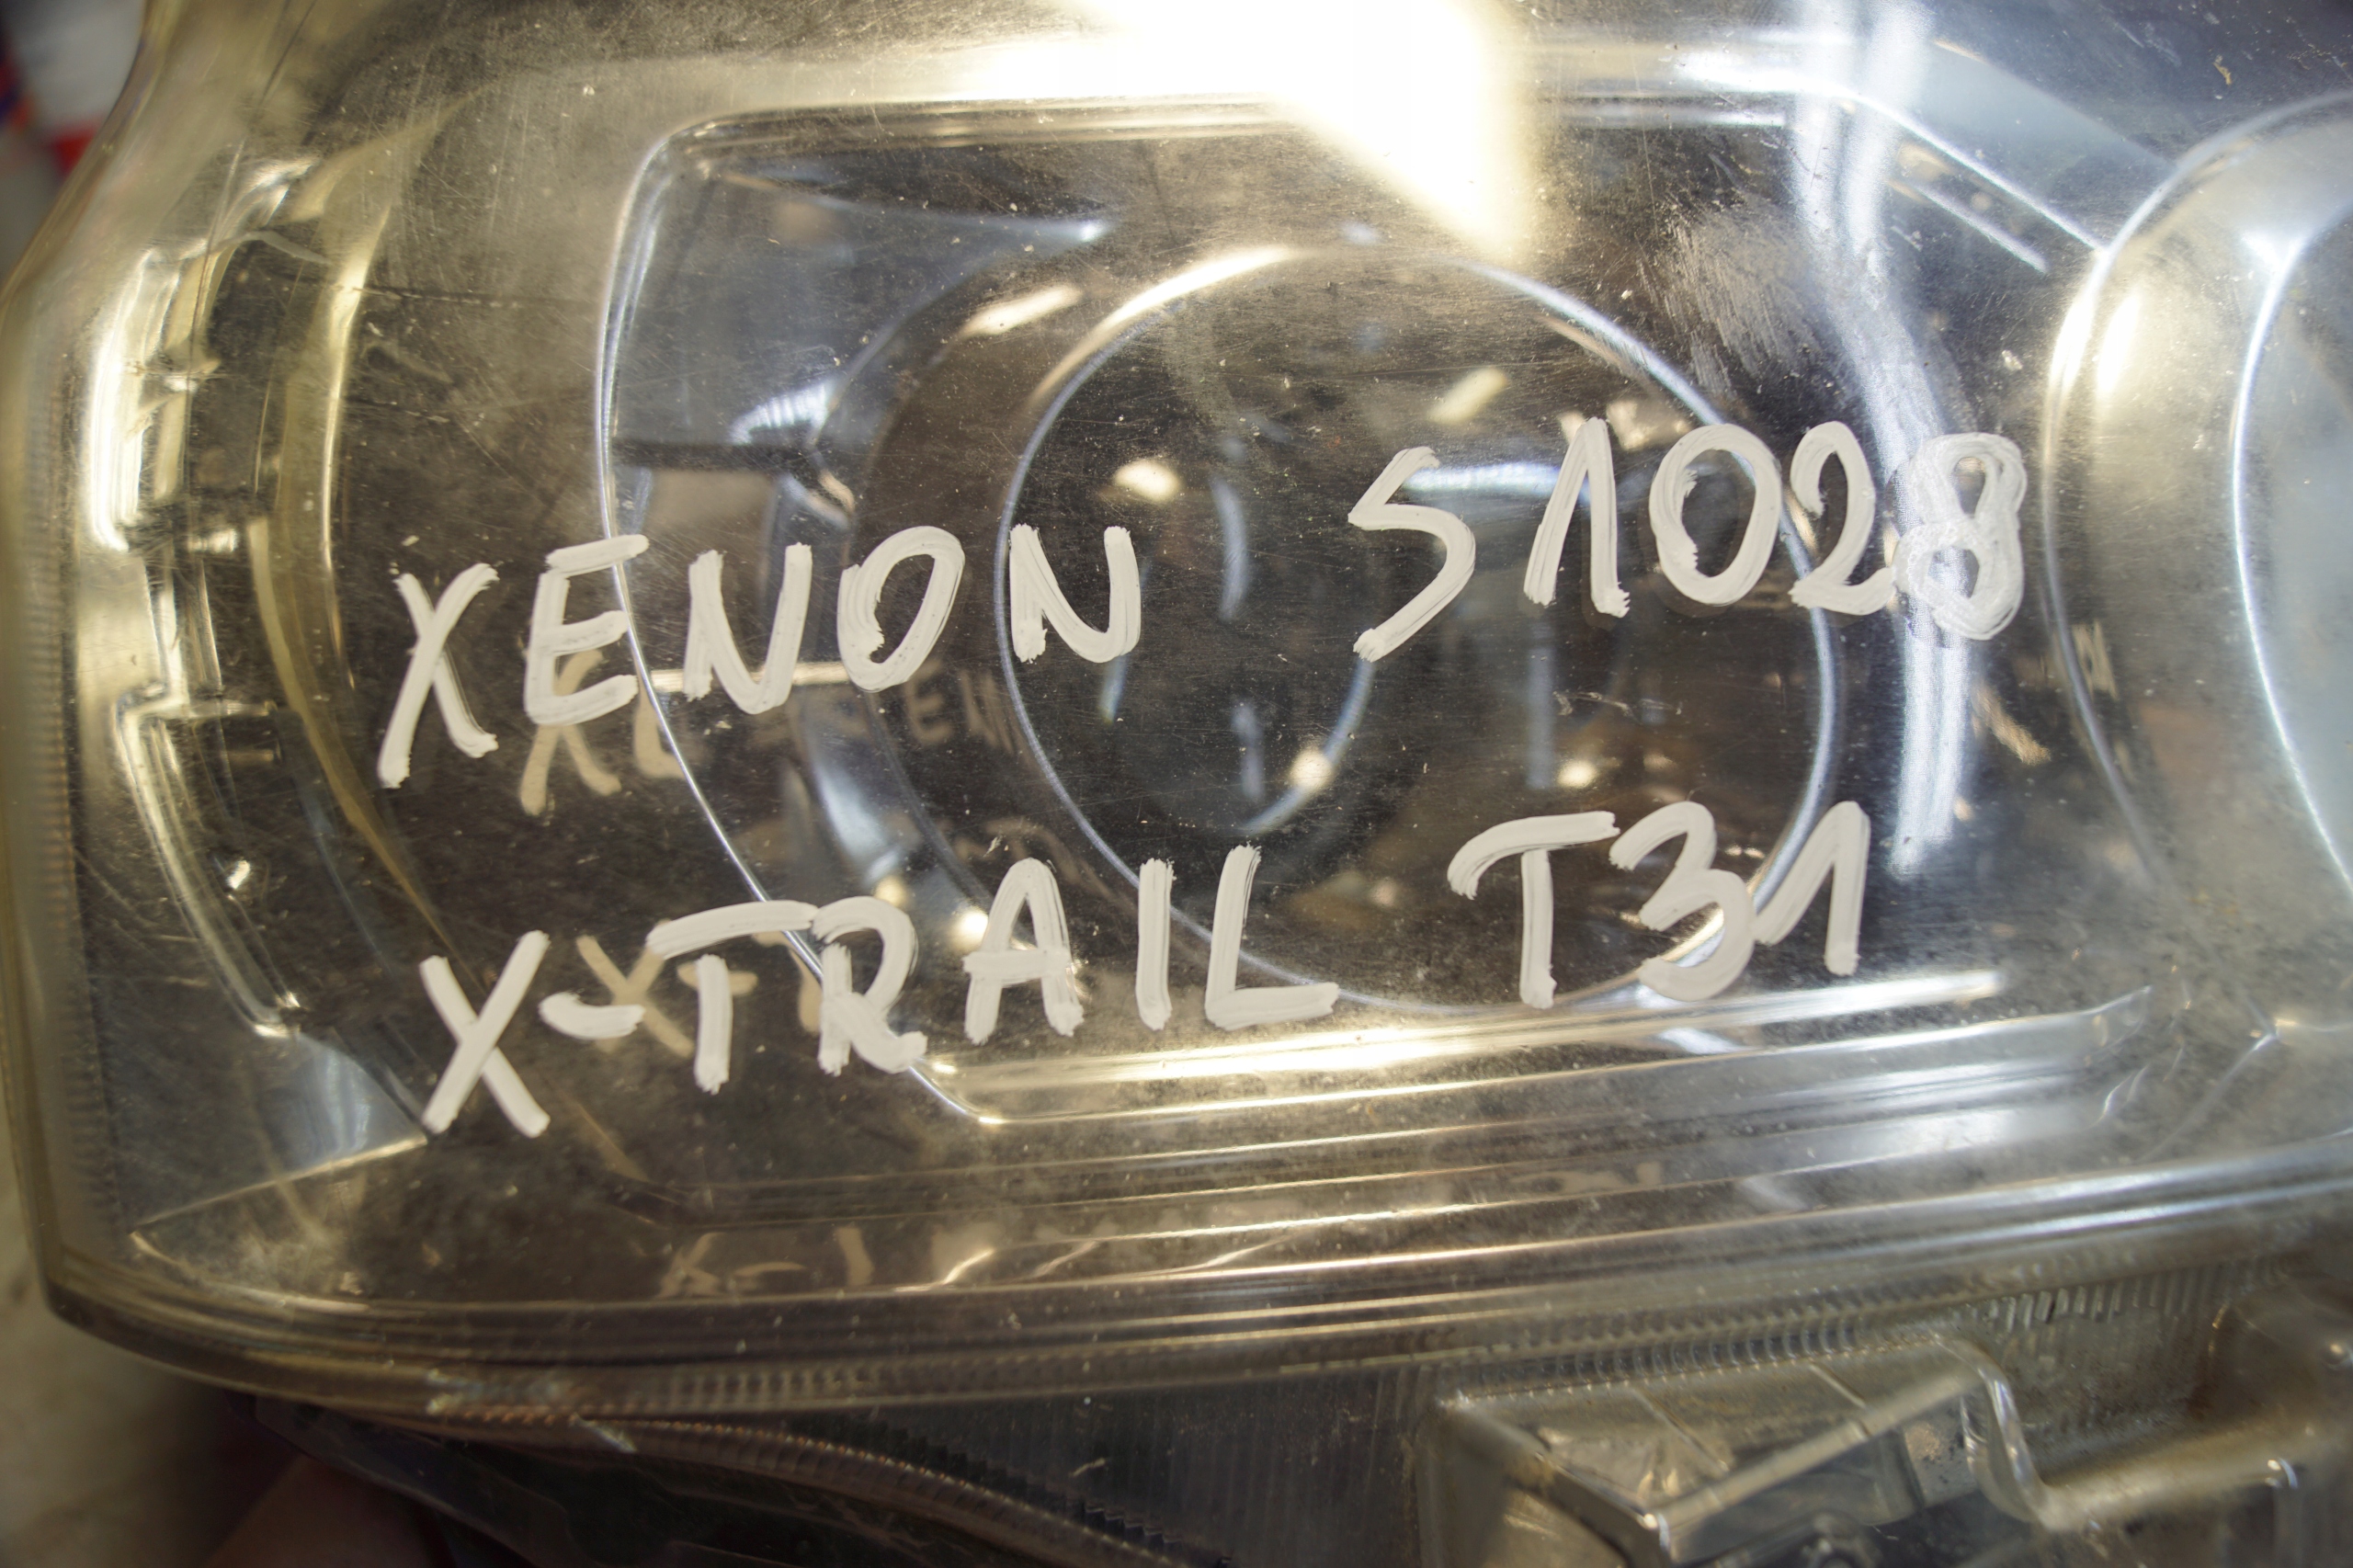 XENON S1028
X-TRAIL T31